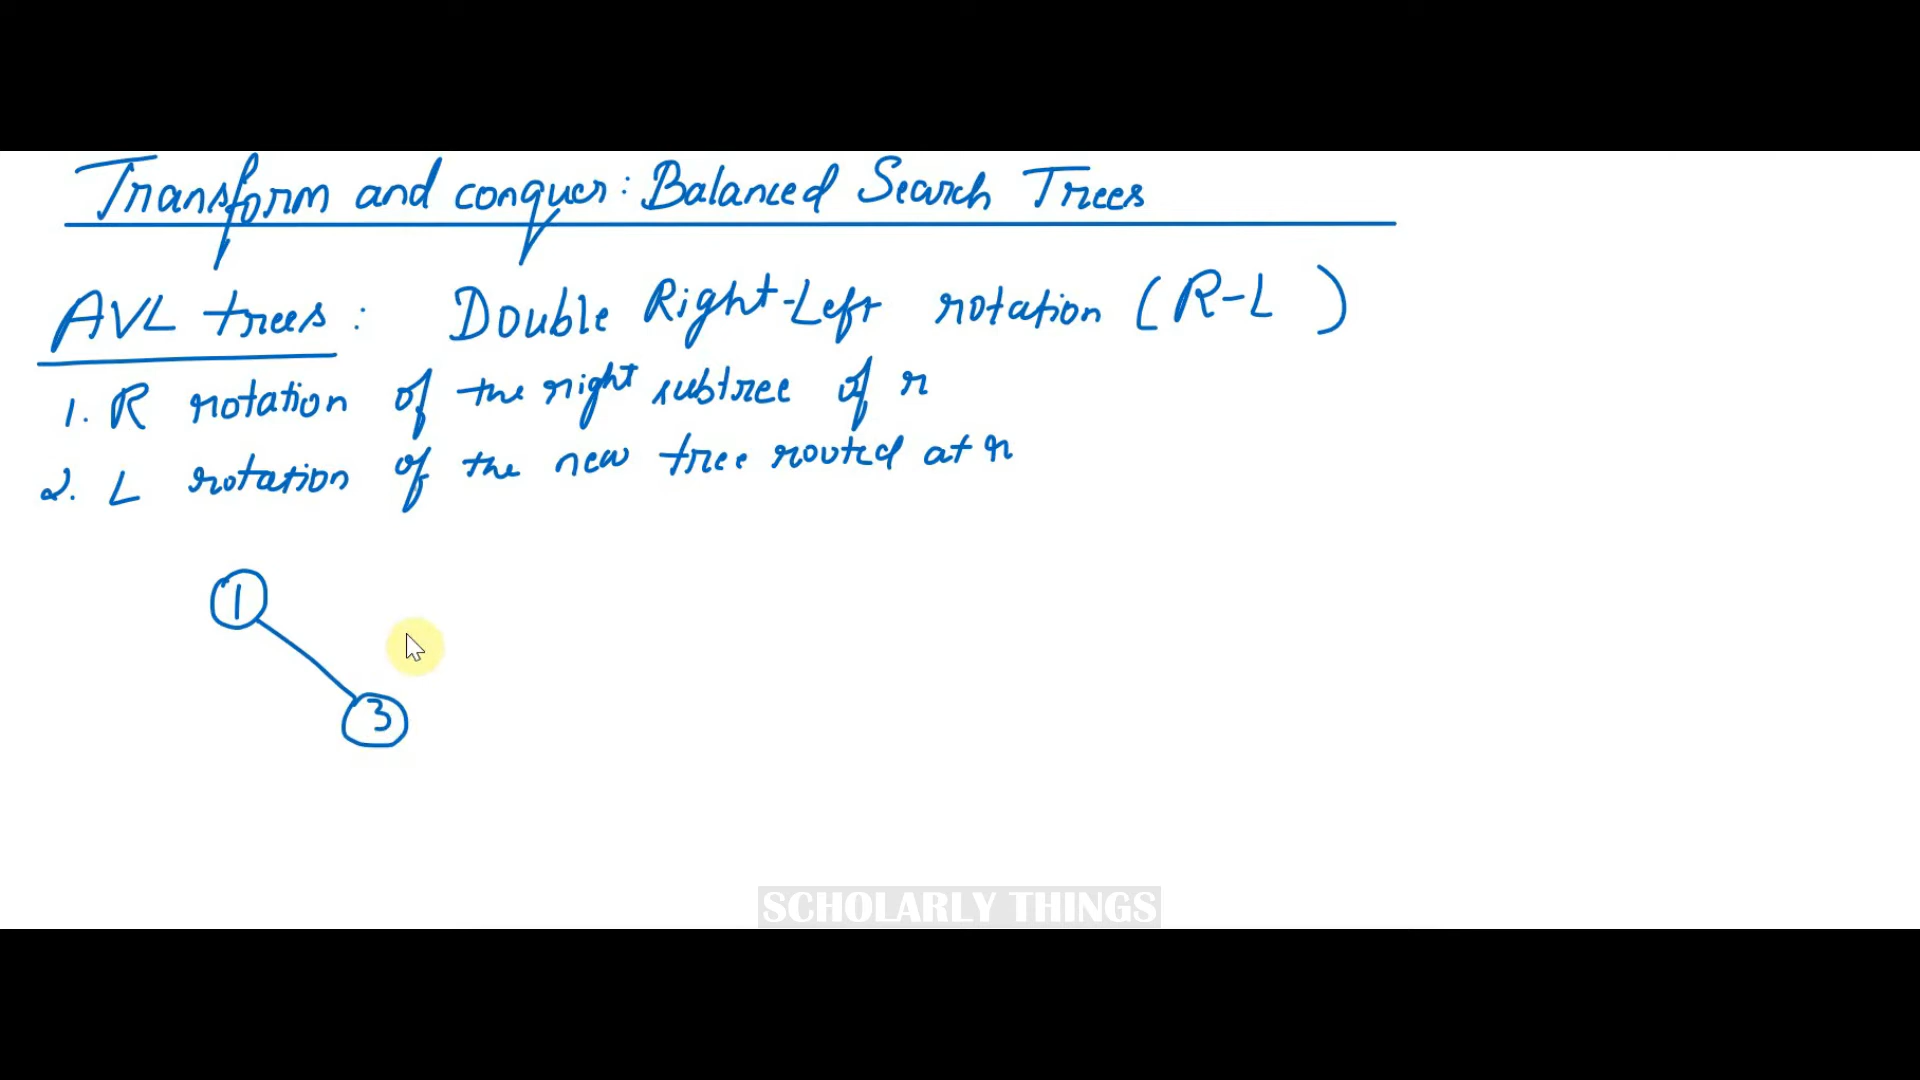 Transform and conquer: Balanced Search Trees
AVL trees: Double Right-Left rotation (R-L)
1. R rotation of the right subtree of r
2. L rotation of the new tree routed at r
1
3
SCHOLARLY THINGS